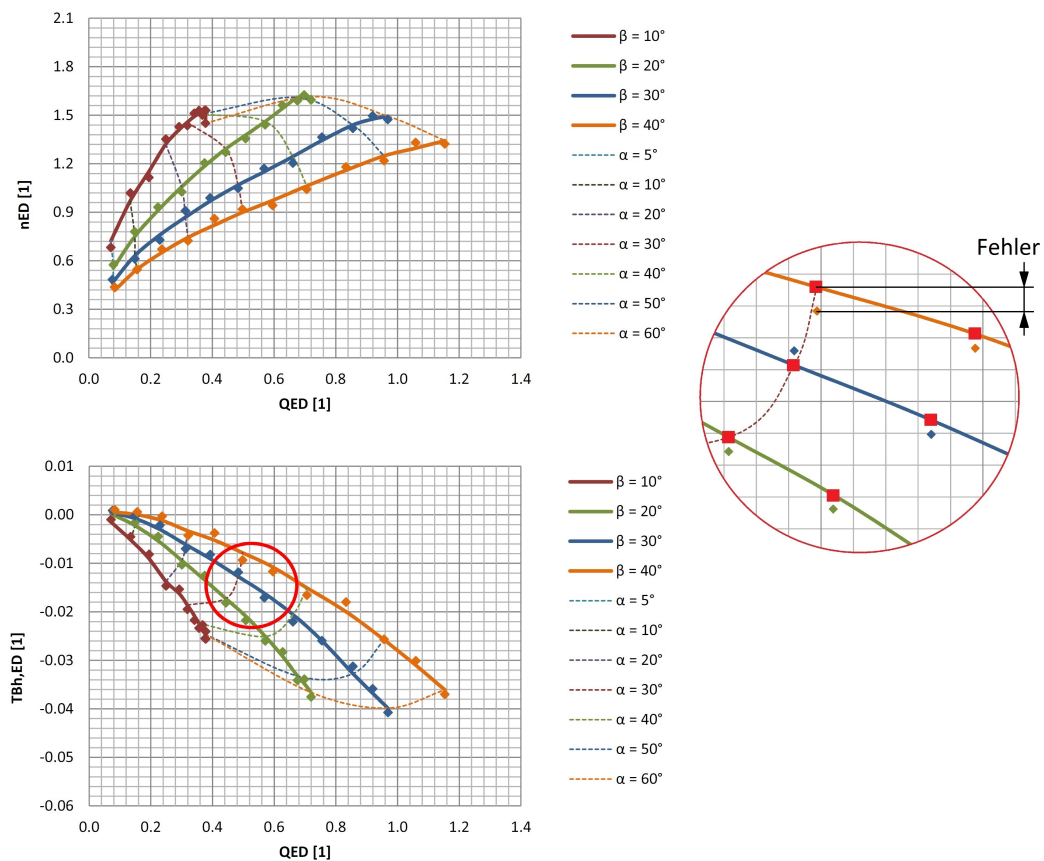 2.1
1.8
1.5
1.2
0.9
0.6
0.3
0.0
nED [1]
0.0 0.2 0.4 0.6 0.8 1.0 1.2 1.4
QED [1]
β = 10°
β = 20°
β = 30°
β = 40°
α = 5°
α = 10°
α = 20°
α = 30°
α = 40°
α = 50°
α = 60°
Fehler
0.01
0.00
-0.01
-0.02
-0.03
-0.04
-0.05
-0.06
TBh,ED [1]
0.0 0.2 0.4 0.6 0.8 1.0 1.2 1.4
QED [1]
β = 10°
β = 20°
β = 30°
β = 40°
α = 5°
α = 10°
α = 20°
α = 30°
α = 40°
α = 50°
α = 60°